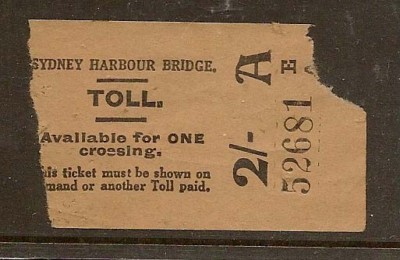 SYDNEY HARBOUR BRIDGE.
TOLL.
Available for ONE
crossing.
his ticket must be shown on
mand or another Toll paid.
2/- A
52681 E